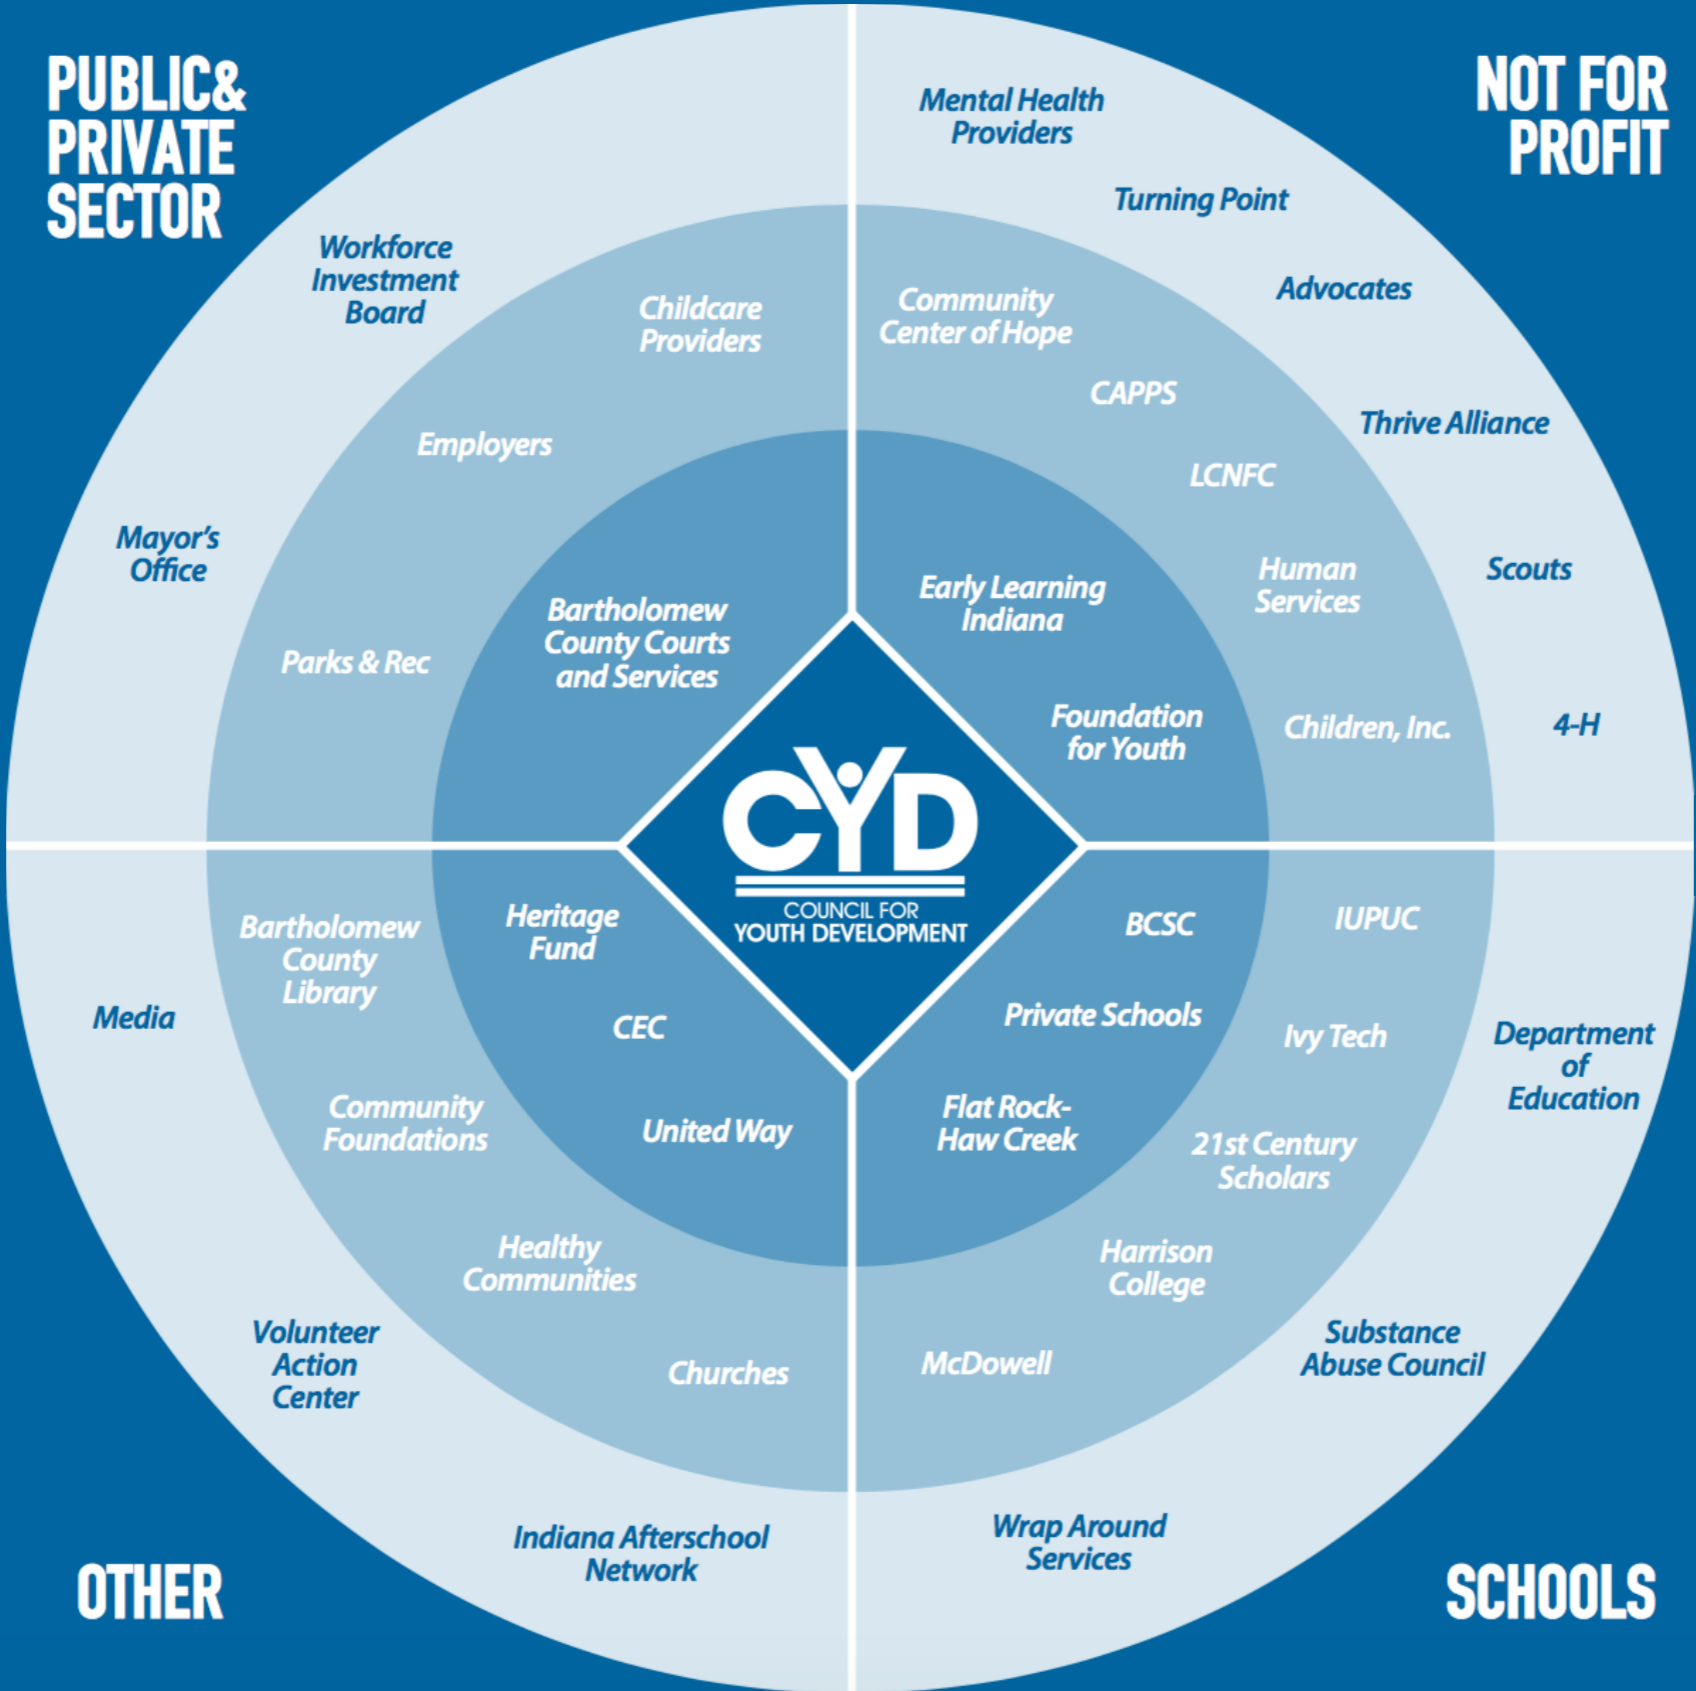 PUBLIC&
PRIVATE
SECTOR
Workforce
Investment
Board
Childcare
Providers
Employers
Mayor's
Office
Parks & Rec
Bartholomew
County Courts
and Services
NOT FOR
PROFIT
Mental Health
Providers
Turning Point
Advocates
Community
Center of Hope
CAPPS
Thrive Alliance
LCNFC
Human
Services
Scouts
Early Learning
Indiana
Foundation
for Youth
Children, Inc.
4-H
CYD
COUNCIL FOR
YOUTH DEVELOPMENT
Heritage
Fund
Bartholomew
County
Library
Media
CEC
Community
Foundations
United Way
Healthy
Communities
Volunteer
Action
Center
Churches
Indiana Afterschool
Network
OTHER
BCSC
IUPUC
Private Schools
Ivy Tech
Department
of
Education
Flat Rock-
Haw Creek
21st Century
Scholars
Harrison
College
Substance
Abuse Council
McDowell
Wrap Around
Services
SCHOOLS